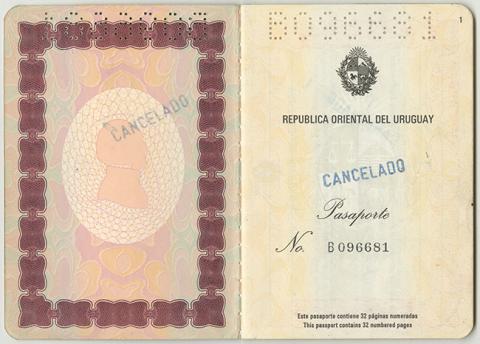 CANCELADO
B096681
1
REPUBLICA ORIENTAL DEL URUGUAY
CANCELADO
Pasaporte
No. B 096681
Este pasaporte contiene 32 páginas numeradas
This passport contains 32 numbered pages